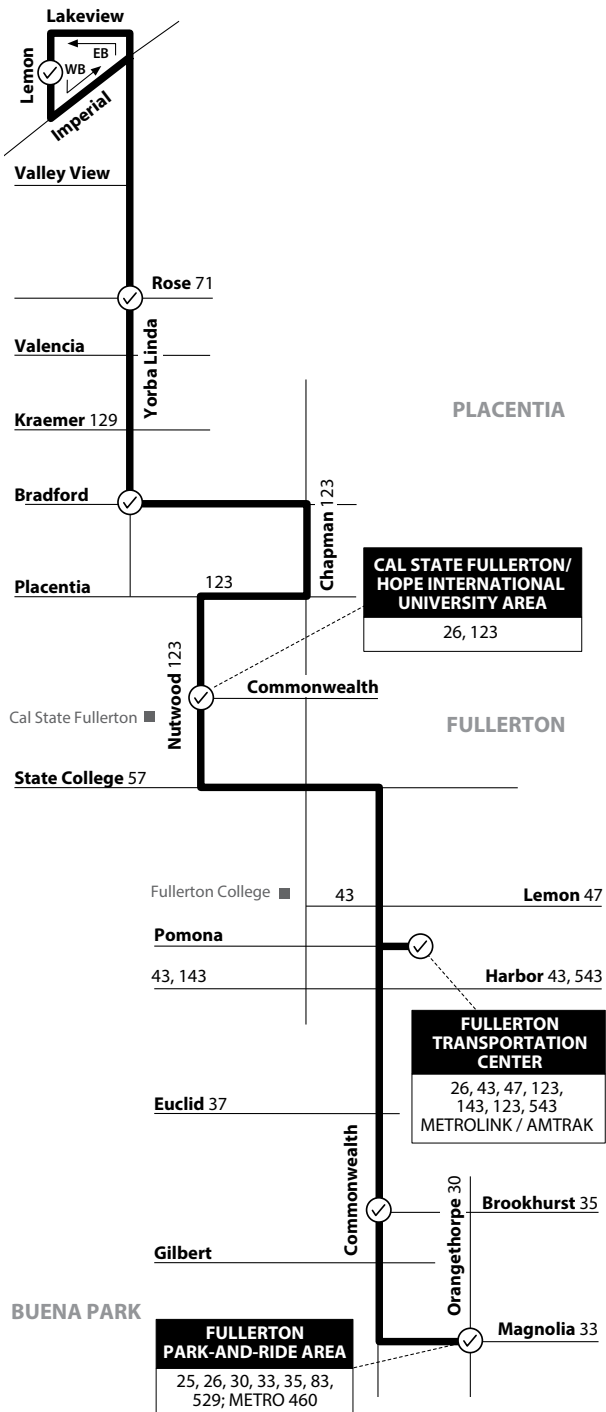 Lakeview
EB
WB
Lemon
Imperial
Valley View
Rose 71
Yorba Linda
Valencia
Kraemer 129
PLACENTIA
Bradford
Chapman 123
Placentia
123
CAL STATE FULLERTON/
HOPE INTERNATIONAL
UNIVERSITY AREA
26, 123
Nutwood 123
Commonwealth
Cal State Fullerton
FULLERTON
State College 57
Fullerton College
43
Lemon 47
Pomona
43, 143
Harbor 43, 543
FULLERTON
TRANSPORTATION
CENTER
26, 43, 47, 123,
143, 123, 543
METROLINK / AMTRAK
Euclid 37
Commonwealth
Orangethorpe 30
Brookhurst 35
Gilbert
BUENA PARK
Magnolia 33
FULLERTON
PARK-AND-RIDE AREA
25, 26, 30, 33, 35, 83,
529; METRO 460